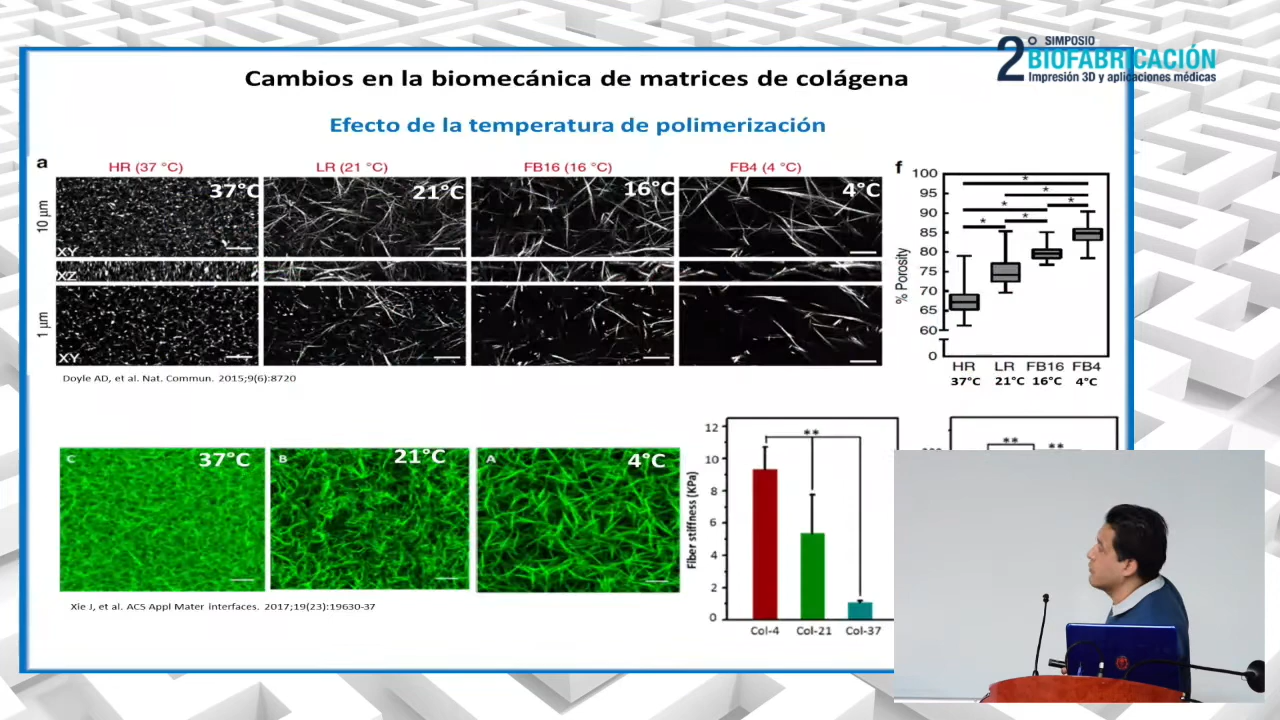 2° SIMPOSIO
BIOFABRICACIÓN
Impresión 3D y aplicaciones médicas
Cambios en la biomecánica de matrices de colágena
Efecto de la temperatura de polimerización
a
HR (37 °C)
LR (21 °C)
FB16 (16 °C)
FB4 (4 °C)
37°C
21°C
16°C
4°C
10 µm
XY
XZ
1 µm
XY
Doyle AD, et al. Nat. Commun. 2015;9(6):8720
f
% Porosity
100
95
90
85
80
75
70
65
60
0
* * * * * *
HR LR FB16 FB4
37°C 21°C 16°C 4°C
C 37°C
B 21°C
A 4°C
Xie J, et al. ACS Appl Mater interfaces. 2017;19(23):19630-37
Fiber stiffness (KPa)
12
10
8
6
4
2
0
**
Col-4 Col-21 Col-37
** **